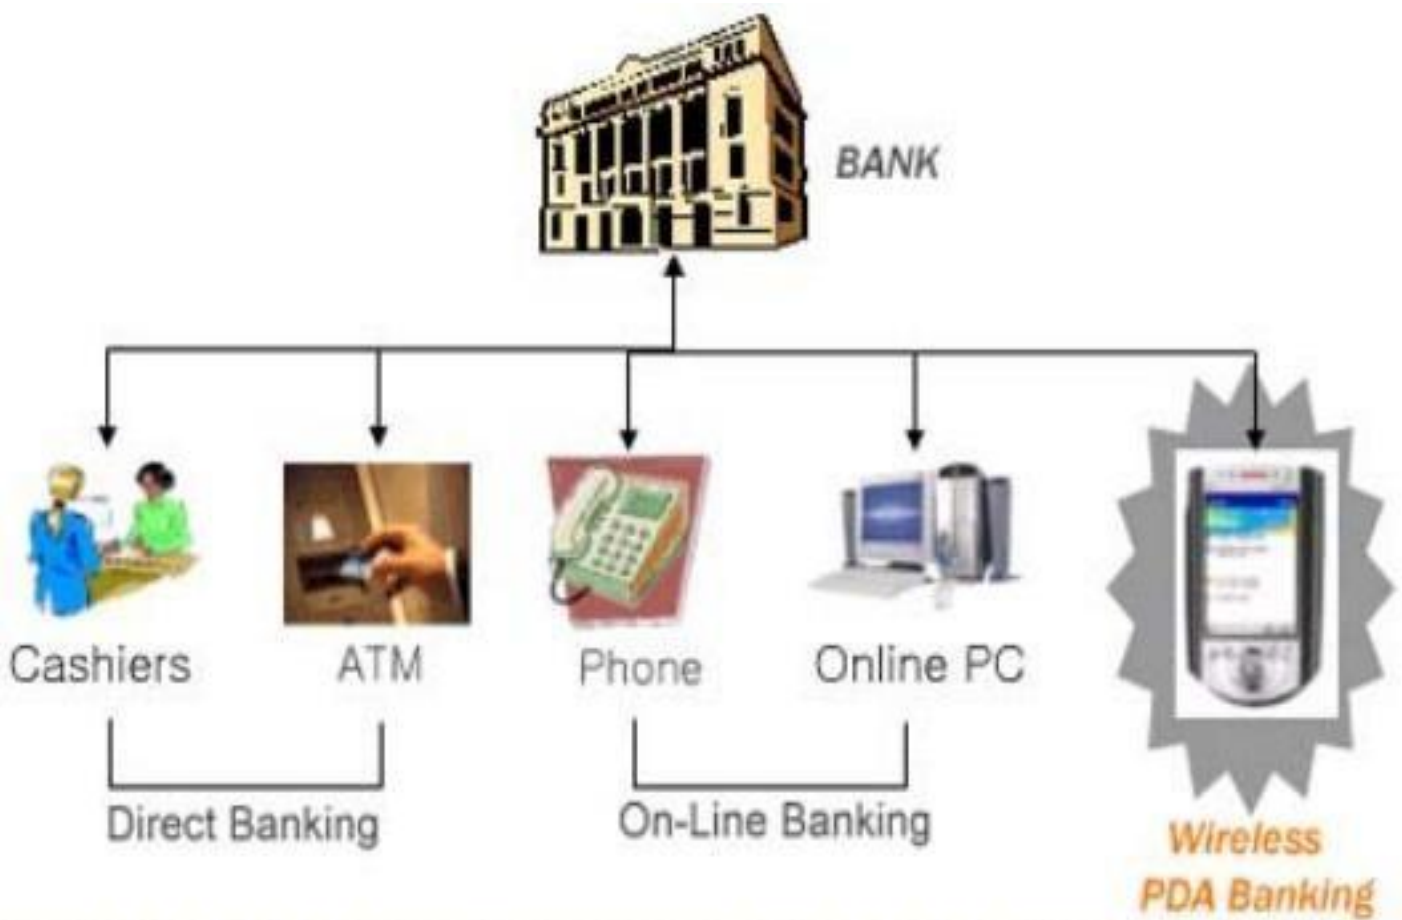 BANK
Cashiers
ATM
Phone
Online PC
Direct Banking
On-Line Banking
Wireless
PDA Banking